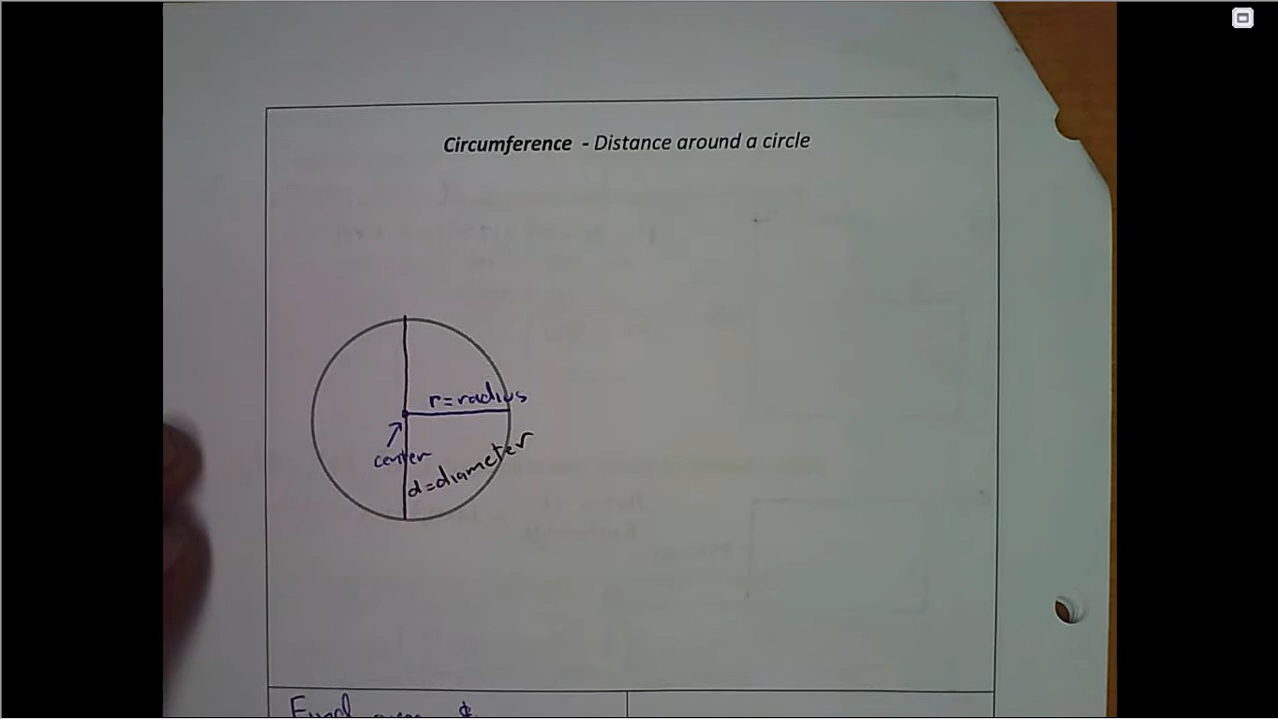 Circumference - Distance around a circle
r=radius
center
d=diameter